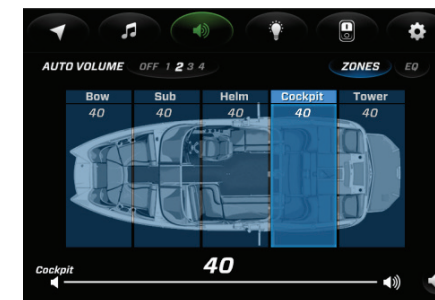 AUTO VOLUME OFF 1 2 3 4 ZONES EQ
Bow Sub Helm Cockpit Tower
40 40 40 40 40
Cockpit 40